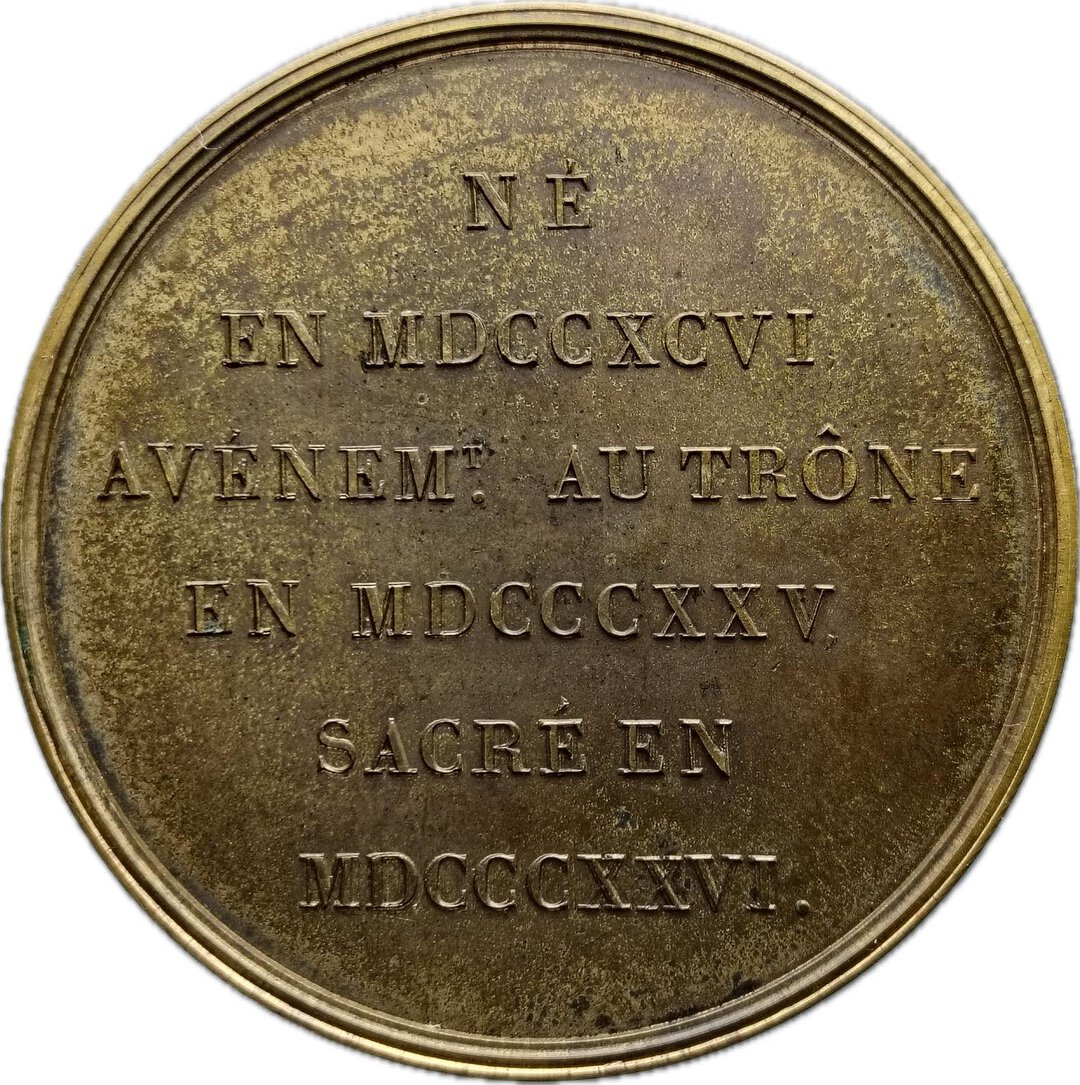 NÉ
EN MDCCXCVI
AVÉNEMT. AU TRÔNE
EN MDCCCXXV,
SACRÉ EN
MDCCCXXVI.